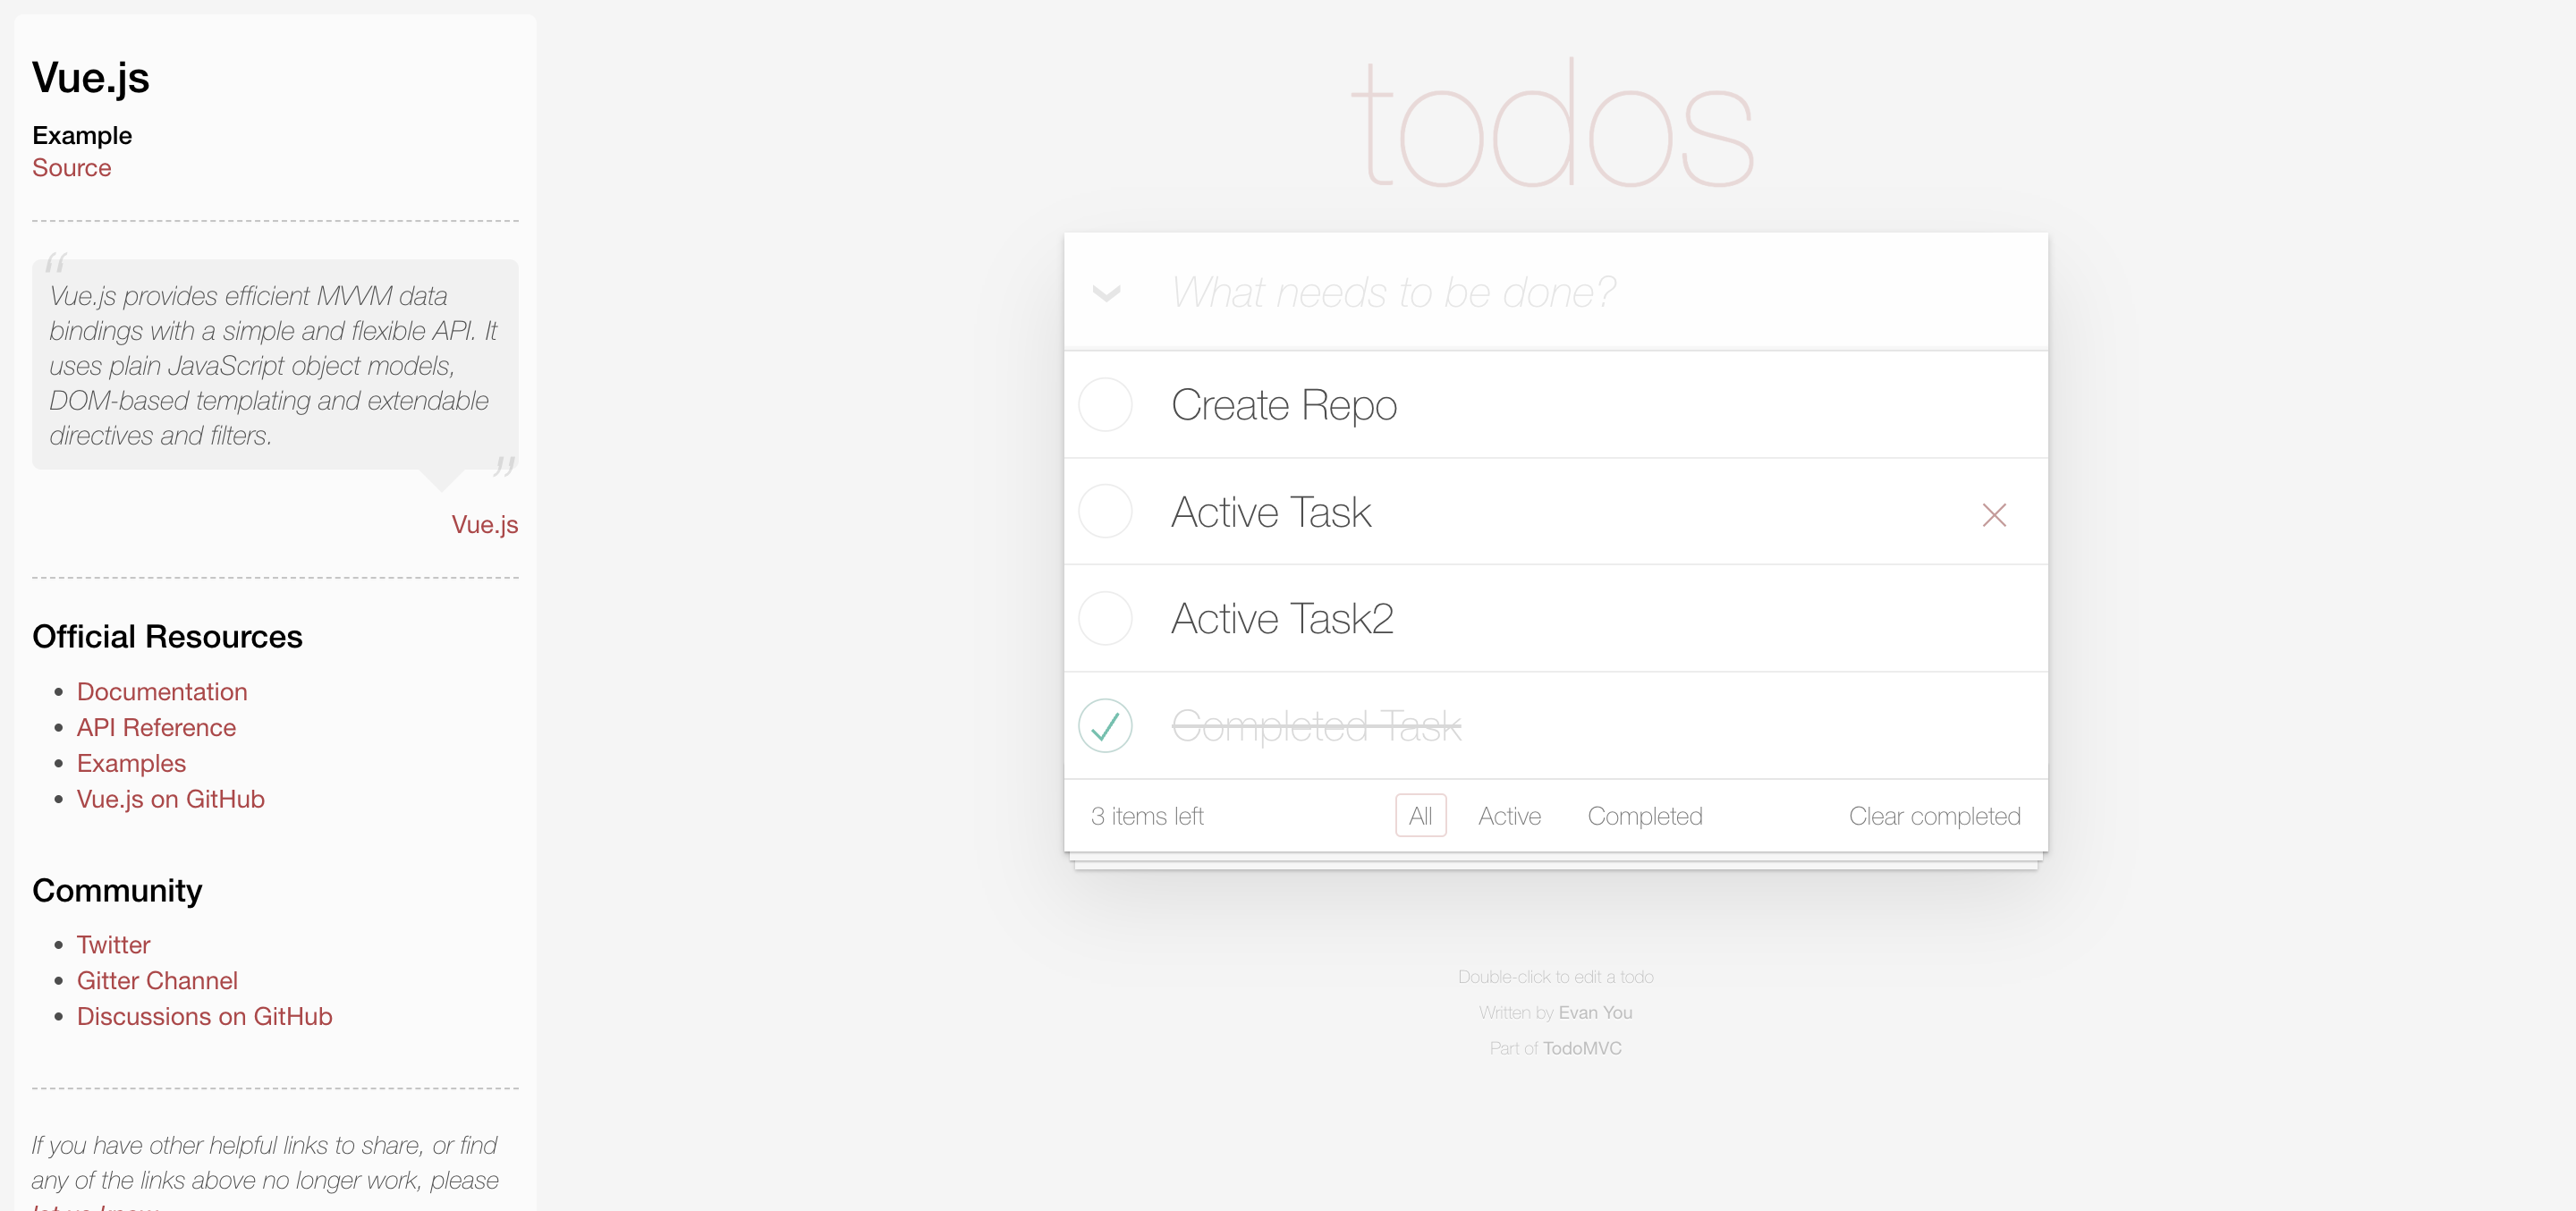 Vue.js
Example
Source
“
Vue.js provides efficient MVVM data
bindings with a simple and flexible API. It
uses plain JavaScript object models,
DOM-based templating and extendable
directives and filters.
”
Vue.js
Official Resources
• Documentation
• API Reference
• Examples
• Vue.js on GitHub
Community
• Twitter
• Gitter Channel
• Discussions on GitHub
If you have other helpful links to share, or find
any of the links above no longer work, please
let us know
todos
What needs to be done?
Create Repo
Active Task
Active Task2
Completed Task
3 items left All Active Completed Clear completed
Double-click to edit a todo
Written by Evan You
Part of TodoMVC